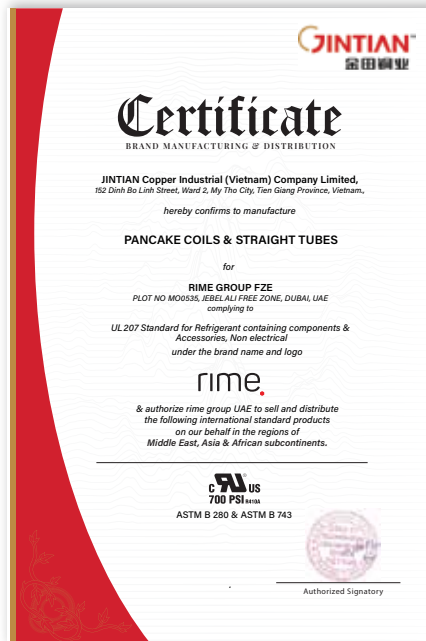 JINTIAN™
金田铜业
Certificate
BRAND MANUFACTURING & DISTRIBUTION
JINTIAN Copper Industrial (Vietnam) Company Limited,
152 Dinh Bo Linh Street, Ward 2, My Tho City, Tien Giang Province, Vietnam.,
hereby confirms to manufacture
PANCAKE COILS & STRAIGHT TUBES
for
RIME GROUP FZE
PLOT NO MO0535, JEBEL ALI FREE ZONE, DUBAI, UAE
complying to
UL207 Standard for Refrigerant containing components &
Accessories, Non electrical
under the brand name and logo
rime.
& authorize rime group UAE to sell and distribute
the following international standard products
on our behalf in the regions of
Middle East, Asia & African subcontinents.
C RU® US
700 PSI R410A
ASTM B 280 & ASTM B 743
Authorized Signatory